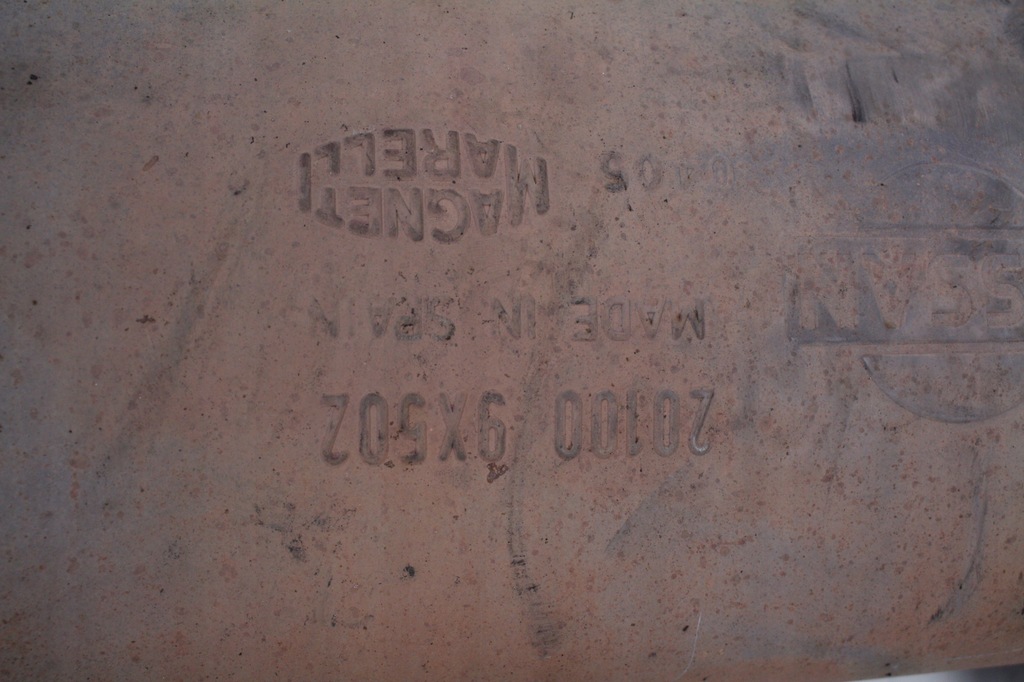 20100 9X502
MADE IN SPAIN
MAGNETI
MARELLI